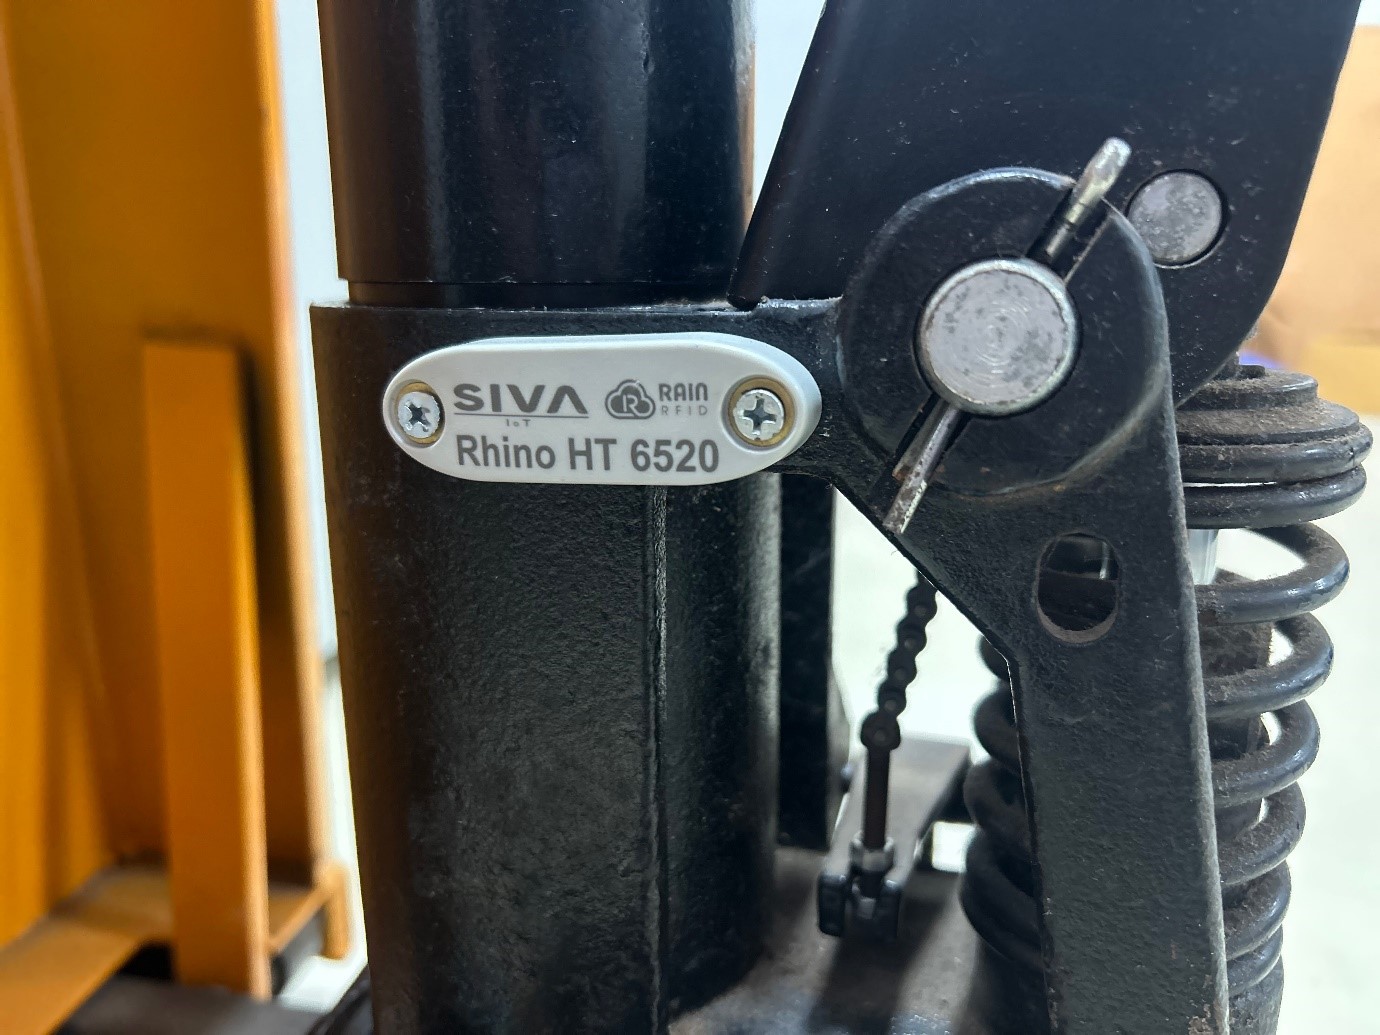 SIVA
IoT
R
RAIN
RFID
Rhino HT 6520